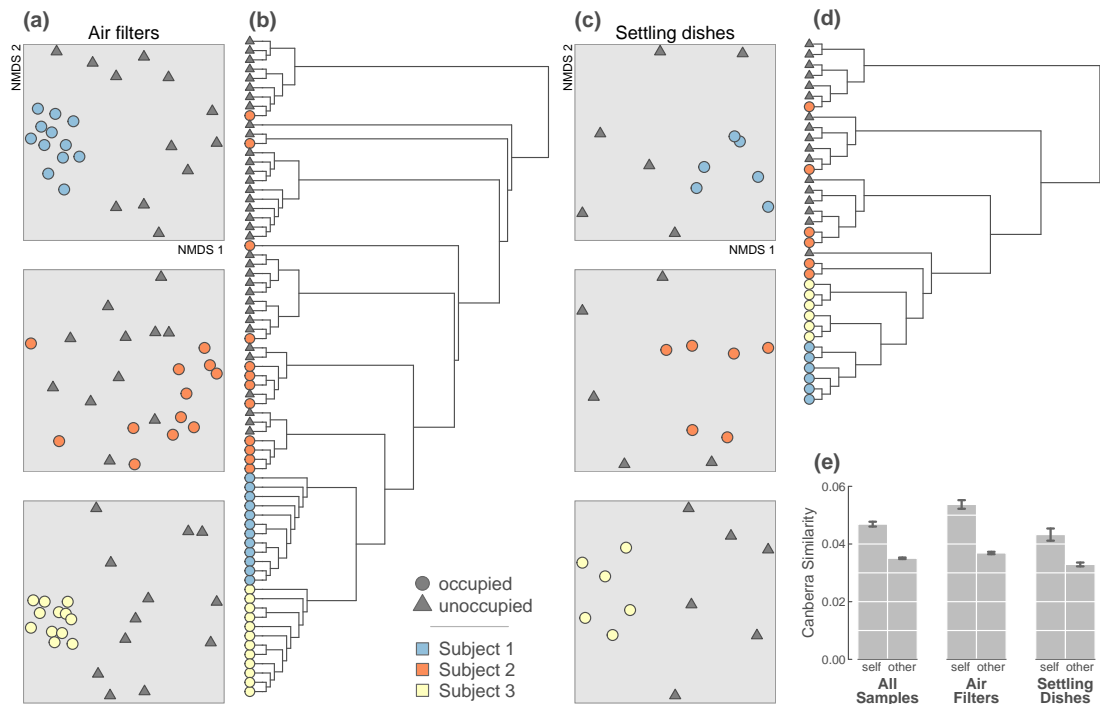 (a)
Air filters
NMDS 2
NMDS 1
(b)
occupied
unoccupied
Subject 1
Subject 2
Subject 3
(c)
Settling dishes
NMDS 2
NMDS 1
(d)
(e)
Canberra Similarity
0.06
0.04
0.02
0.00
self other self other self other
All Samples
Air Filters
Settling Dishes